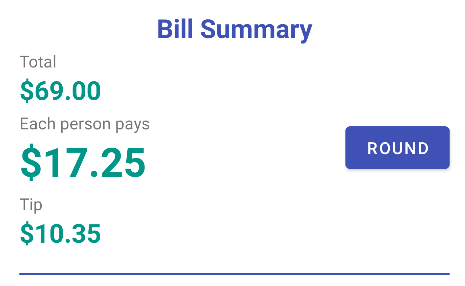 Bill Summary
Total
$69.00
Each person pays
$17.25
ROUND
Tip
$10.35